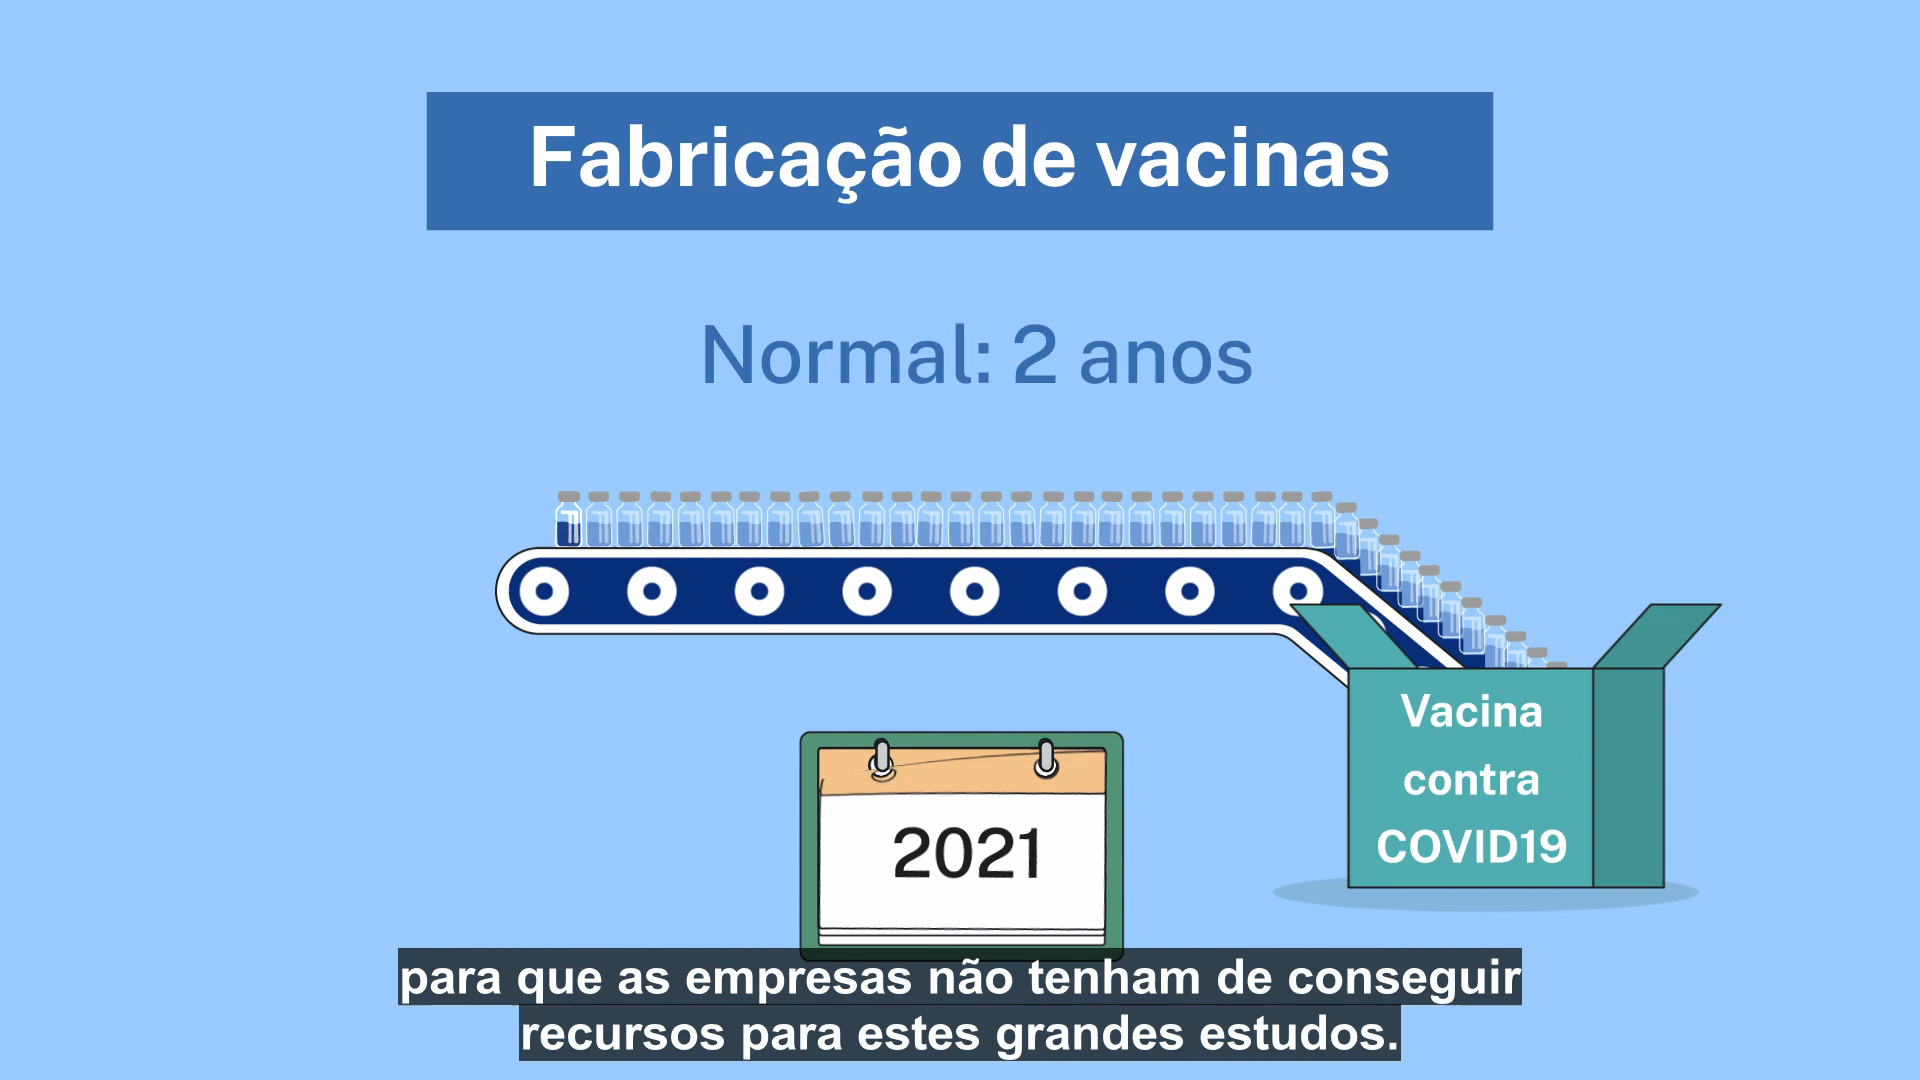 Fabricação de vacinas
Normal: 2 anos
Vacina
contra
COVID19
2021
para que as empresas não tenham de conseguir
recursos para estes grandes estudos.